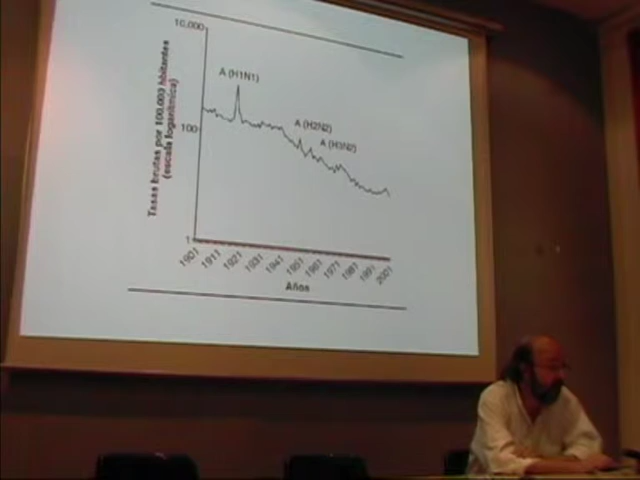 10,000
Tasas brutas por 100.000 hbitantes
(escala logarítmica)
A (H1N1)
A (H2N2)
A (H3N2)
100
1
1901 1911 1921 1931 1941 1951 1961 1971 1981 1991 2001
Años